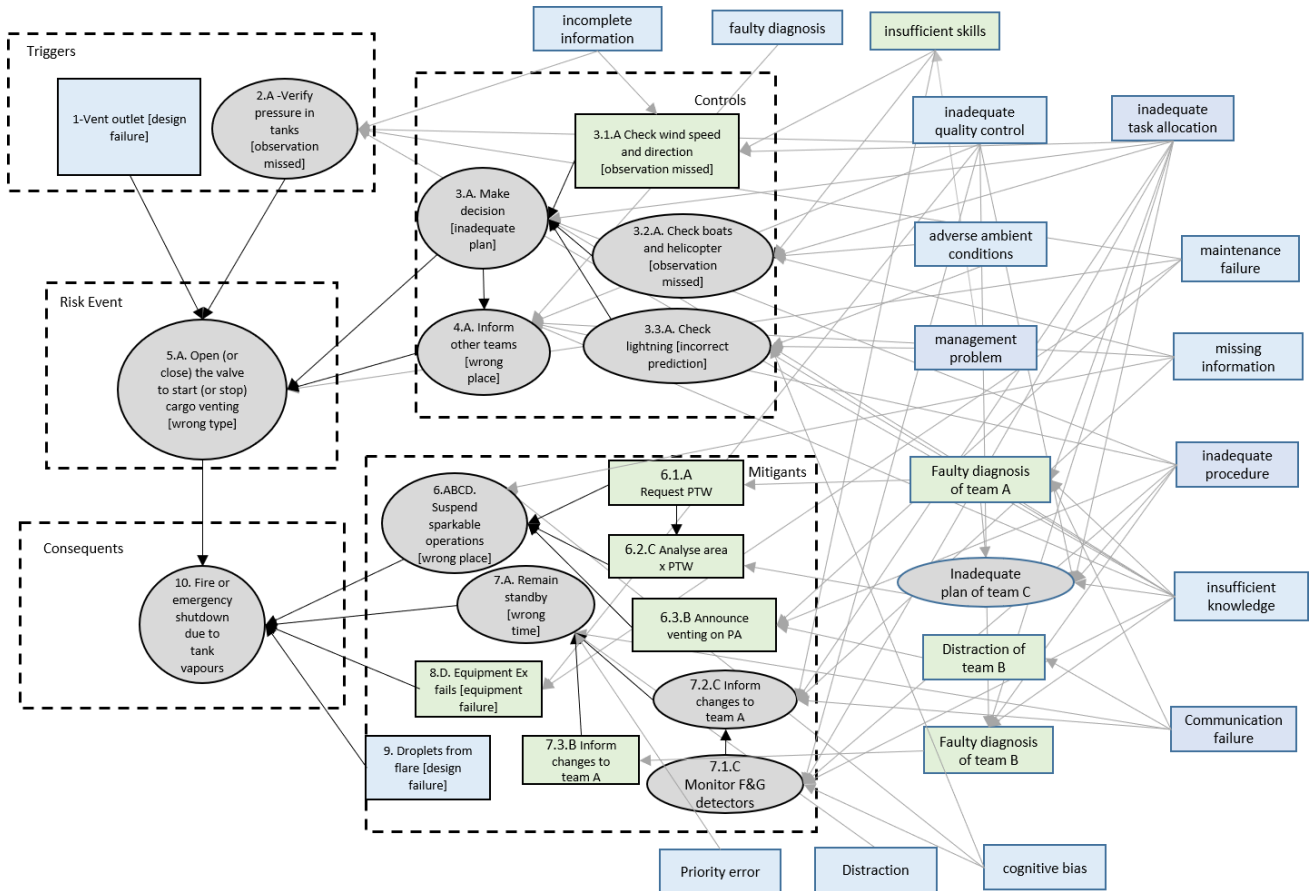 incomplete
information
faulty diagnosis
insufficient skills
Triggers
1-Vent outlet [design
failure]
2.A -Verify
pressure in
tanks
[observation
missed]
Controls
3.1.A Check wind speed
and direction
[observation missed]
3.A. Make
decision
[inadequate
plan]
3.2.A. Check boats
and helicopter
[observation
missed]
4.A. Inform
other teams
[wrong
place]
3.3.A. Check
lightning [incorrect
prediction]
inadequate
quality control
inadequate
task allocation
adverse ambient
conditions
maintenance
failure
management
problem
missing
information
Risk Event
5.A. Open (or
close) the valve
to start (or stop)
cargo venting
[wrong type]
Mitigants
6.ABCD.
Suspend
sparkable
operations
[wrong place]
6.1.A
Request PTW
6.2.C Analyse area
x PTW
7.A. Remain
standby
[wrong
time]
6.3.B Announce
venting on PA
8.D. Equipment Ex
fails [equipment
failure]
7.2.C Inform
changes to
team A
7.3.B Inform
changes to
team A
7.1.C
Monitor F&G
detectors
9. Droplets from
flare [design
failure]
Consequents
10. Fire or
emergency
shutdown
due to
tank
vapours
Faulty diagnosis
of team A
inadequate
procedure
Inadequate
plan of team C
insufficient
knowledge
Distraction of
team B
Faulty diagnosis
of team B
Communication
failure
Priority error
Distraction
cognitive bias